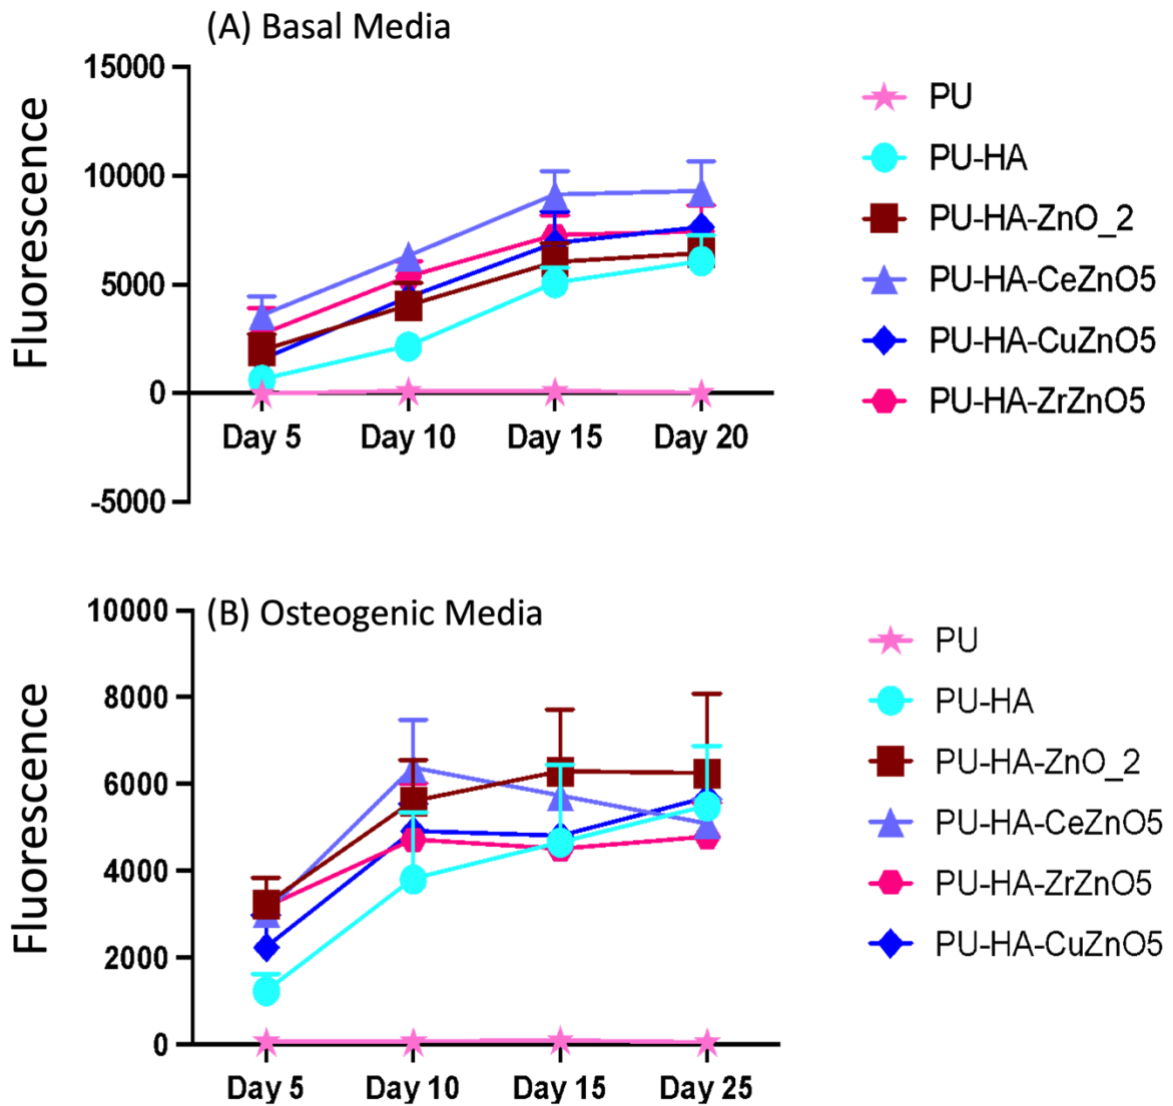 (A) Basal Media
Fluorescence
15000
10000
5000
0
-5000
Day 5
Day 10
Day 15
Day 20
PU
PU-HA
PU-HA-ZnO_2
PU-HA-CeZnO5
PU-HA-CuZnO5
PU-HA-ZrZnO5
(B) Osteogenic Media
Fluorescence
10000
8000
6000
4000
2000
0
Day 5
Day 10
Day 15
Day 25
PU
PU-HA
PU-HA-ZnO_2
PU-HA-CeZnO5
PU-HA-ZrZnO5
PU-HA-CuZnO5